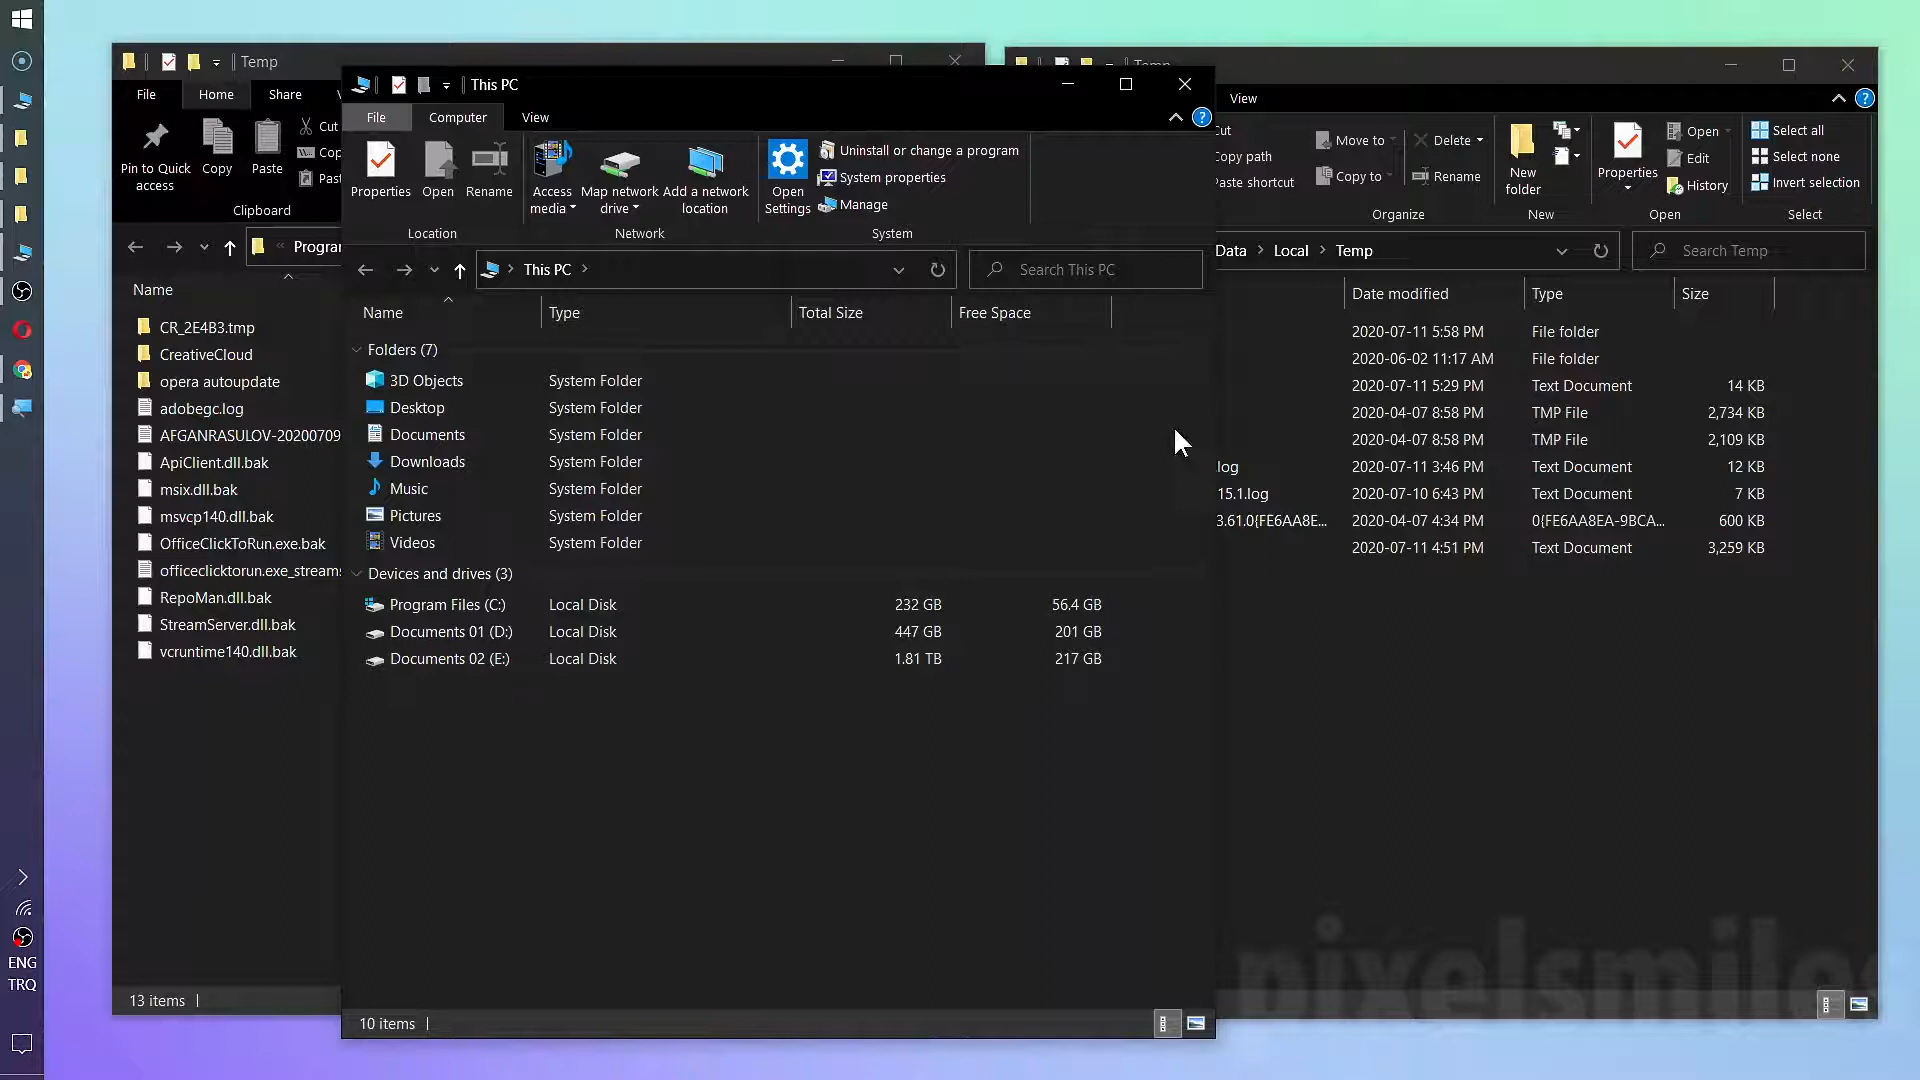 Temp
File
Home
Share
Pin to Quick
access
Copy
Paste
Cut
Clipboard
Name
CR_2E4B3.tmp
CreativeCloud
opera autoupdate
adobegc.log
AFGANRASULOV-20200709
ApiClient.dll.bak
msix.dll.bak
msvcp140.dll.bak
OfficeClickToRun.exe.bak
officeclicktorun.exe_streams
RepoMan.dll.bak
StreamServer.dll.bak
vcruntime140.dll.bak
13 items
This PC
File
Computer
View
Properties
Open
Rename
Location
Access
media
Map network
drive
Add a network
location
Network
Open
Settings
Uninstall or change a program
System properties
Manage
System
This PC
Search This PC
Name Type Total Size Free Space
Folders (7)
3D Objects System Folder
Desktop System Folder
Documents System Folder
Downloads System Folder
Music System Folder
Pictures System Folder
Videos System Folder
Devices and drives (3)
Program Files (C:) Local Disk 232 GB 56.4 GB
Documents 01 (D:) Local Disk 447 GB 201 GB
Documents 02 (E:) Local Disk 1.81 TB 217 GB
10 items
Temp
View
Move to
Copy to
Delete
Rename
Organize
New
folder
New
Properties
Open
Edit
History
Open
Select all
Select none
Invert selection
Select
Local
Temp
Search Temp
Date modified Type Size
2020-07-11 5:58 PM File folder
2020-06-02 11:17 AM File folder
2020-07-11 5:29 PM Text Document 14 KB
2020-04-07 8:58 PM TMP File 2,734 KB
2020-04-07 8:58 PM TMP File 2,109 KB
log 2020-07-11 3:46 PM Text Document 12 KB
15.1.log 2020-07-10 6:43 PM Text Document 7 KB
3.61.0{FE6AA8E... 2020-04-07 4:34 PM 0{FE6AA8EA-9BCA... 600 KB
2020-07-11 4:51 PM Text Document 3,259 KB
ENG
TRQ